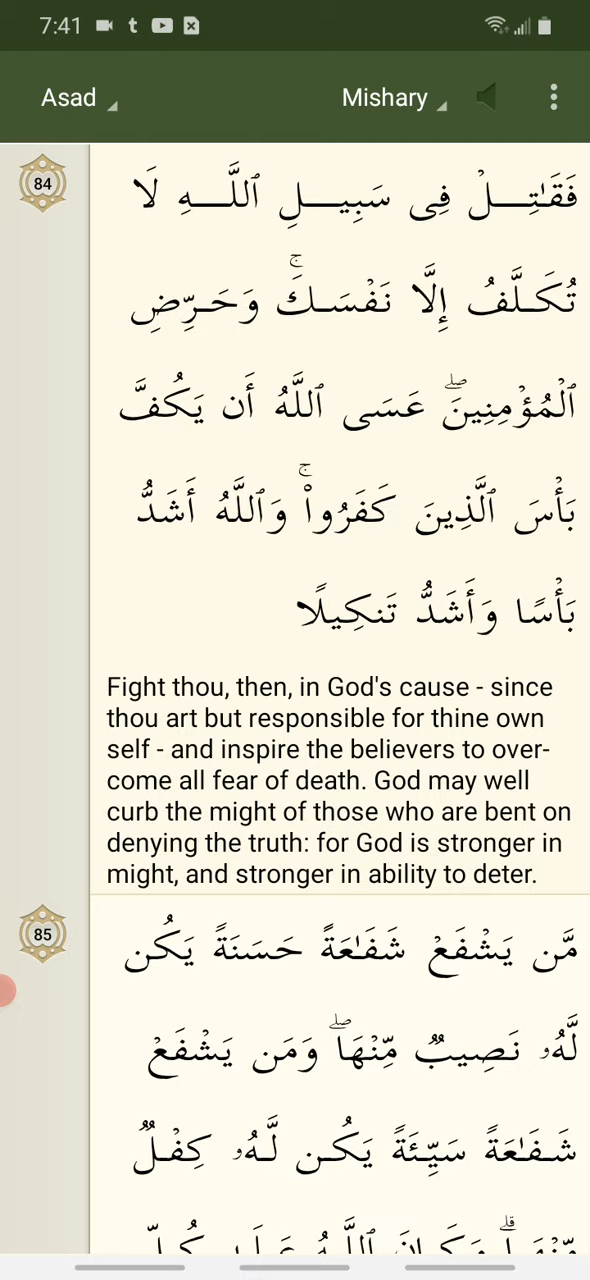 7:41
Asad
Mishary
84
فَقَـٰتِلْ فِى سَبِيلِ ٱللَّهِ لَا
تُكَلَّفُ إِلَّا نَفْسَكَ ۚ وَحَرِّضِ
ٱلْمُؤْمِنِينَ ۖ عَسَى ٱللَّهُ أَن يَكُفَّ
بَأْسَ ٱلَّذِينَ كَفَرُوا۟ ۚ وَٱللَّهُ أَشَدُّ
بَأْسًا وَأَشَدُّ تَنكِيلًا
Fight thou, then, in God's cause - since
thou art but responsible for thine own
self - and inspire the believers to over-
come all fear of death. God may well
curb the might of those who are bent on
denying the truth: for God is stronger in
might, and stronger in ability to deter.
85
مَّن يَشْفَعْ شَفَـٰعَةً حَسَنَةً يَكُن
لَّهُۥ نَصِيبٌ مِّنْهَا ۖ وَمَن يَشْفَعْ
شَفَـٰعَةً سَيِّئَةً يَكُن لَّهُۥ كِفْلٌ
مِّنْهَا ۗ وَكَانَ ٱللَّهُ عَلَىٰ كُلِّ